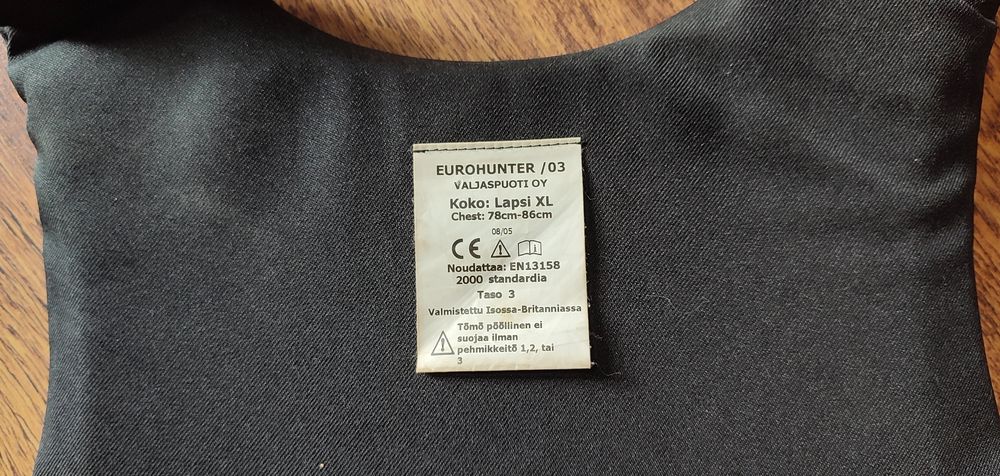 EUROHUNTER /03
VALJASPUOTI OY
Koko: Lapsi XL
Chest: 78cm-86cm
08/05
CE
Noudattaa: EN13158
2000 standardia
Taso 3
Valmistettu Isossa-Britanniassa
Tömö pööllinen ei
suojaa ilman
pehmikkeitö 1,2, tai
3